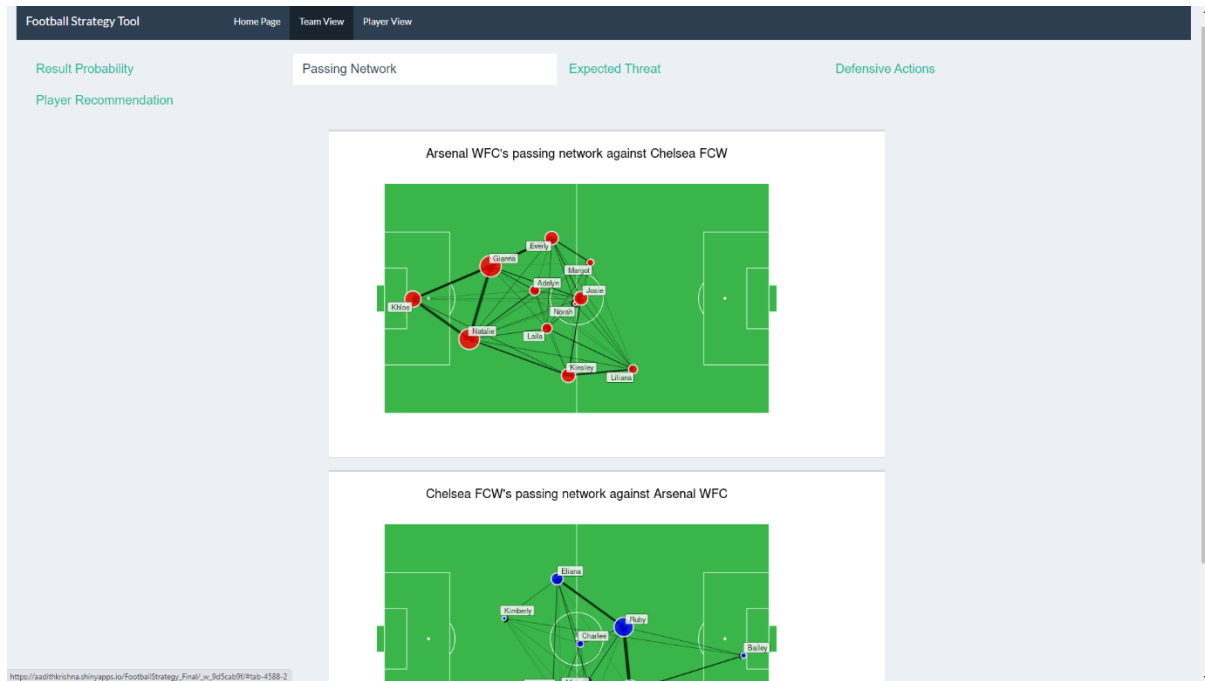 Football Strategy Tool Home Page Team View Player View
Result Probability Passing Network Expected Threat Defensive Actions
Player Recommendation
Arsenal WFC's passing network against Chelsea FCW
Everly
Gianna
Margot
Adelyn
Josie
Khloe
Norah
Natalie
Laila
Kinsley
Liliana
Chelsea FCW's passing network against Arsenal WFC
Eliana
Kimberly
Ruby
Charlee
Bailey
https://aadithkrishna.shinyapps.io/FootballStrategy_Final/_w_9d5cab9f/#tab-4588-2